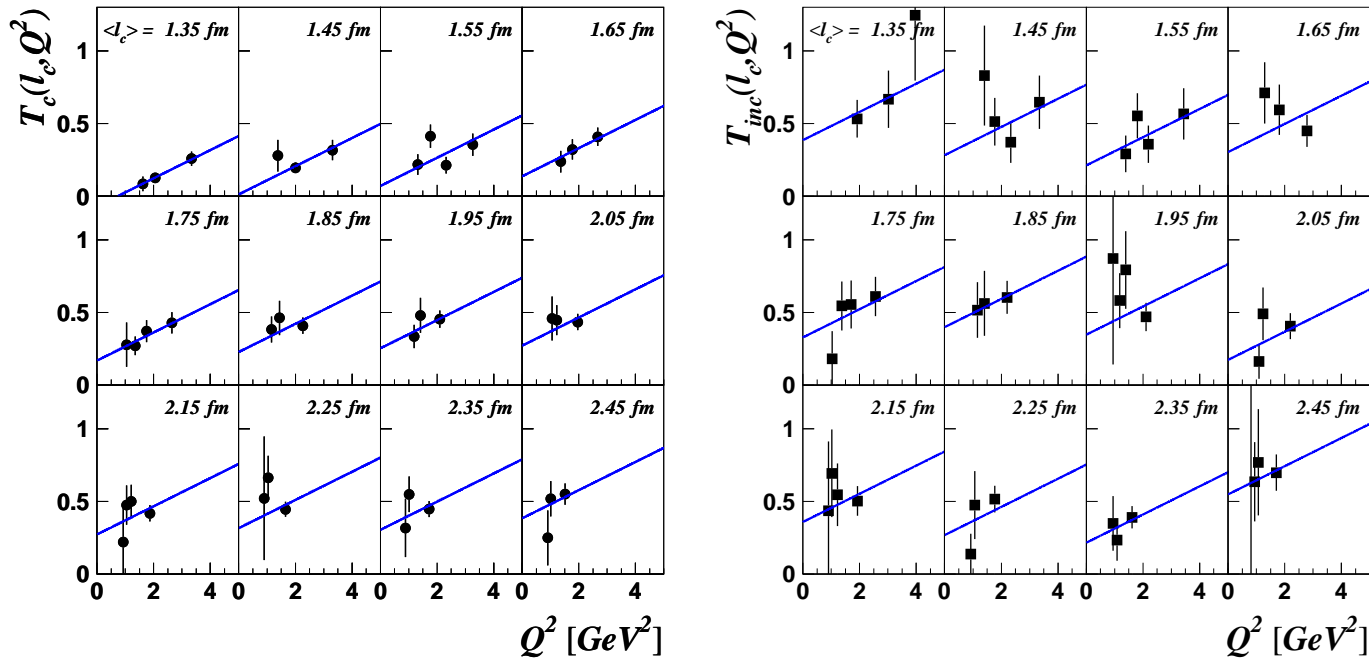 T_c(l_c,Q^2)
<l_c> = 1.35 fm
1.45 fm
1.55 fm
1.65 fm
1
0.5
0
1.75 fm
1.85 fm
1.95 fm
2.05 fm
1
0.5
0
2.15 fm
2.25 fm
2.35 fm
2.45 fm
1
0.5
0
0 2 4 0 2 4 0 2 4 0 2 4
Q^2 [GeV^2]
T_inc(l_c,Q^2)
<l_c> = 1.35 fm
1.45 fm
1.55 fm
1.65 fm
1
0.5
0
1.75 fm
1.85 fm
1.95 fm
2.05 fm
1
0.5
0
2.15 fm
2.25 fm
2.35 fm
2.45 fm
1
0.5
0
0 2 4 0 2 4 0 2 4 0 2 4
Q^2 [GeV^2]